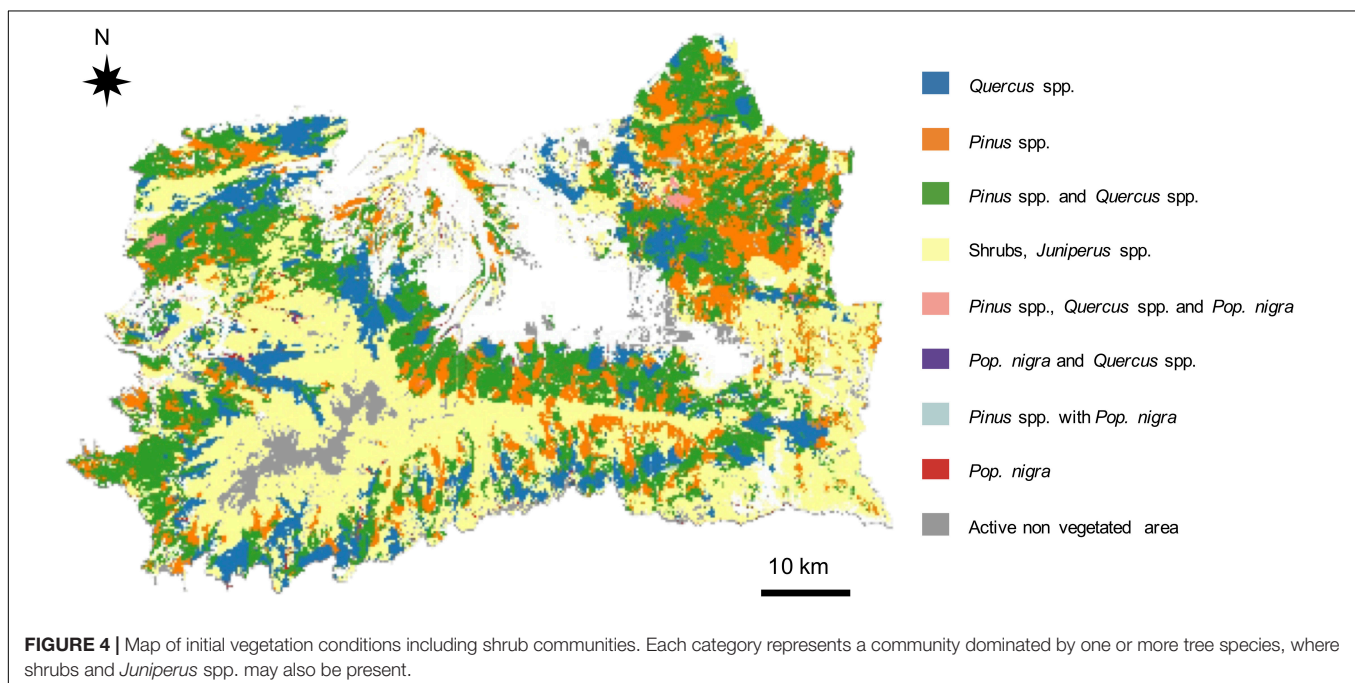 N
Quercus spp.
Pinus spp.
Pinus spp. and Quercus spp.
Shrubs, Juniperus spp.
Pinus spp., Quercus spp. and Pop. nigra
Pop. nigra and Quercus spp.
Pinus spp. with Pop. nigra
Pop. nigra
Active non vegetated area
10 km
FIGURE 4 | Map of initial vegetation conditions including shrub communities. Each category represents a community dominated by one or more tree species, where
shrubs and Juniperus spp. may also be present.